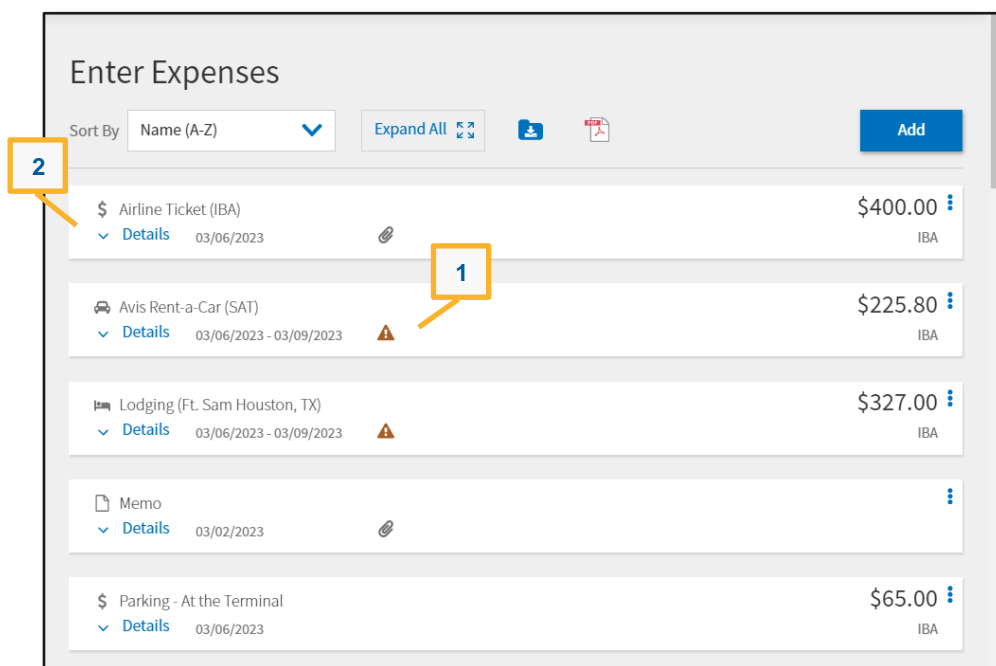 Enter Expenses
Sort By Name (A-Z) Expand All PDF Add
2
$ Airline Ticket (IBA) $400.00
Details 03/06/2023 IBA
1
Avis Rent-a-Car (SAT) $225.80
Details 03/06/2023 - 03/09/2023 IBA
Lodging (Ft. Sam Houston, TX) $327.00
Details 03/06/2023 - 03/09/2023 IBA
Memo
Details 03/02/2023
$ Parking - At the Terminal $65.00
Details 03/06/2023 IBA